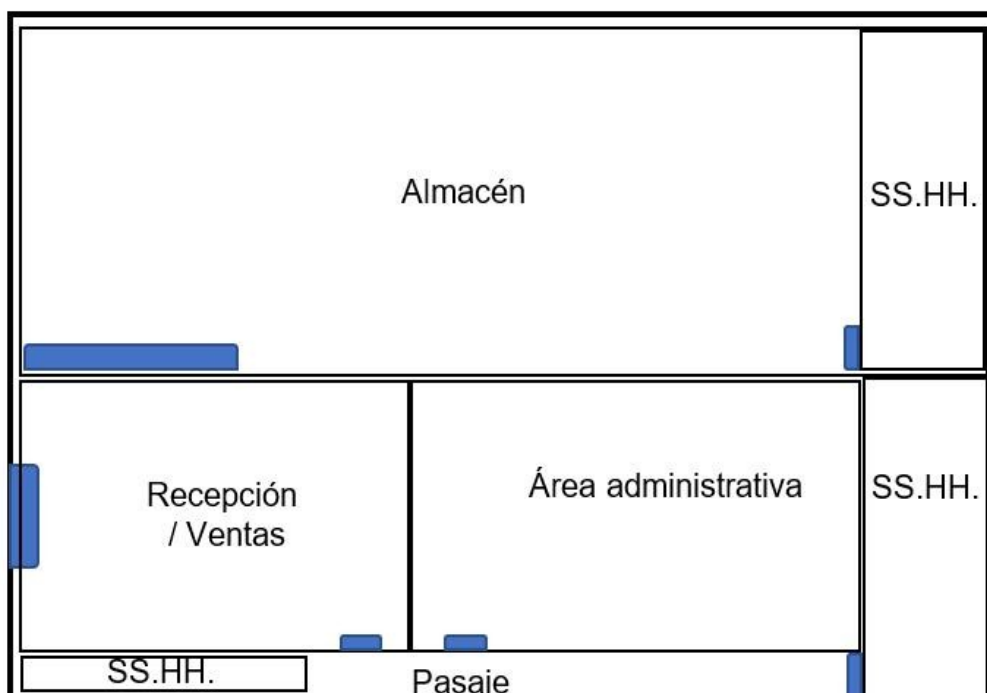 Almacén
SS.HH.
Recepción
/ Ventas
Área administrativa
SS.HH.
SS.HH.
Pasaje